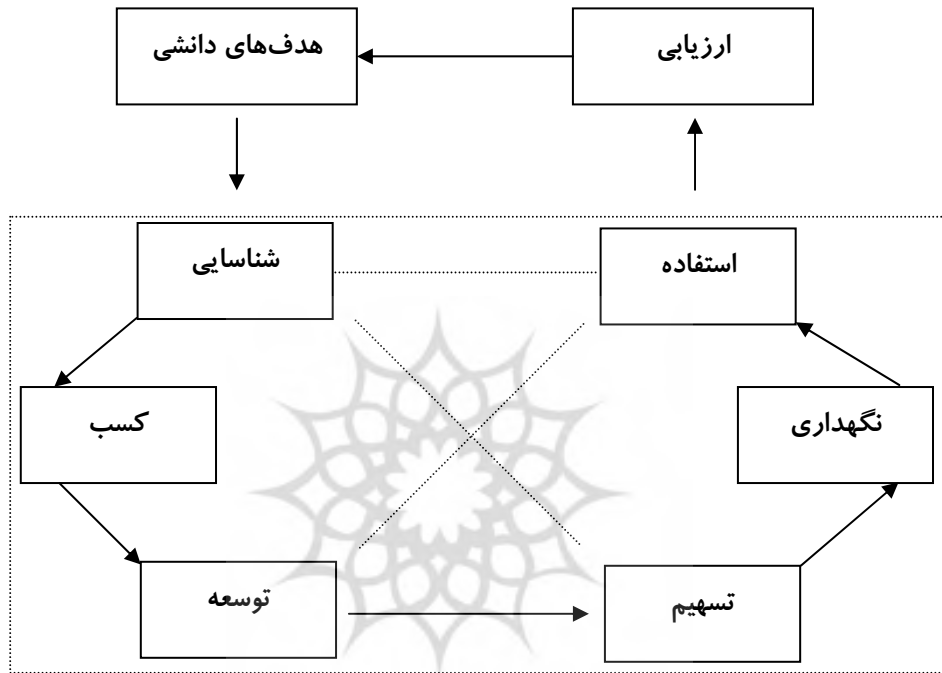 ارزیابی
هدف‌های دانشی
شناسایی
استفاده
کسب
نگهداری
توسعه
تسهیم